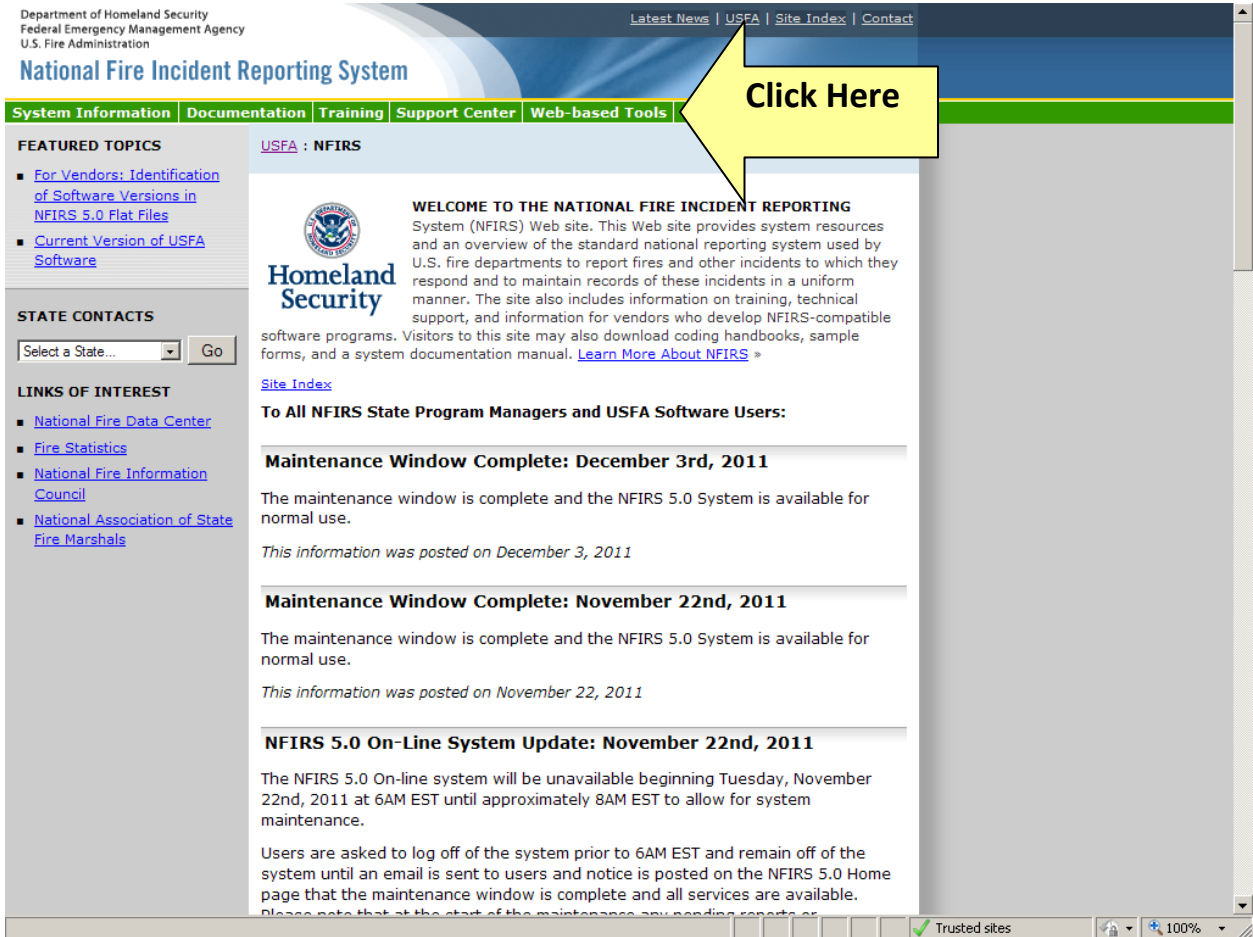 Department of Homeland Security
Federal Emergency Management Agency
U.S. Fire Administration
National Fire Incident Reporting System
Latest News | USFA | Site Index | Contact
Click Here
System Information | Documentation | Training | Support Center | Web-based Tools
FEATURED TOPICS
For Vendors: Identification
of Software Versions in
NFIRS 5.0 Flat Files
Current Version of USFA
Software
STATE CONTACTS
Select a State... Go
LINKS OF INTEREST
National Fire Data Center
Fire Statistics
National Fire Information
Council
National Association of State
Fire Marshals
USFA : NFIRS
Homeland
Security
WELCOME TO THE NATIONAL FIRE INCIDENT REPORTING
System (NFIRS) Web site. This Web site provides system resources
and an overview of the standard national reporting system used by
U.S. fire departments to report fires and other incidents to which they
respond and to maintain records of these incidents in a uniform
manner. The site also includes information on training, technical
support, and information for vendors who develop NFIRS-compatible
software programs. Visitors to this site may also download coding handbooks, sample
forms, and a system documentation manual. Learn More About NFIRS »
Site Index
To All NFIRS State Program Managers and USFA Software Users:
Maintenance Window Complete: December 3rd, 2011
The maintenance window is complete and the NFIRS 5.0 System is available for
normal use.
This information was posted on December 3, 2011
Maintenance Window Complete: November 22nd, 2011
The maintenance window is complete and the NFIRS 5.0 System is available for
normal use.
This information was posted on November 22, 2011
NFIRS 5.0 On-Line System Update: November 22nd, 2011
The NFIRS 5.0 On-line system will be unavailable beginning Tuesday, November
22nd, 2011 at 6AM EST until approximately 8AM EST to allow for system
maintenance.
Users are asked to log off of the system prior to 6AM EST and remain off of the
system until an email is sent to users and notice is posted on the NFIRS 5.0 Home
page that the maintenance window is complete and all services are available.
Please note that at the start of the maintenance any pending reports or
Trusted sites
100%